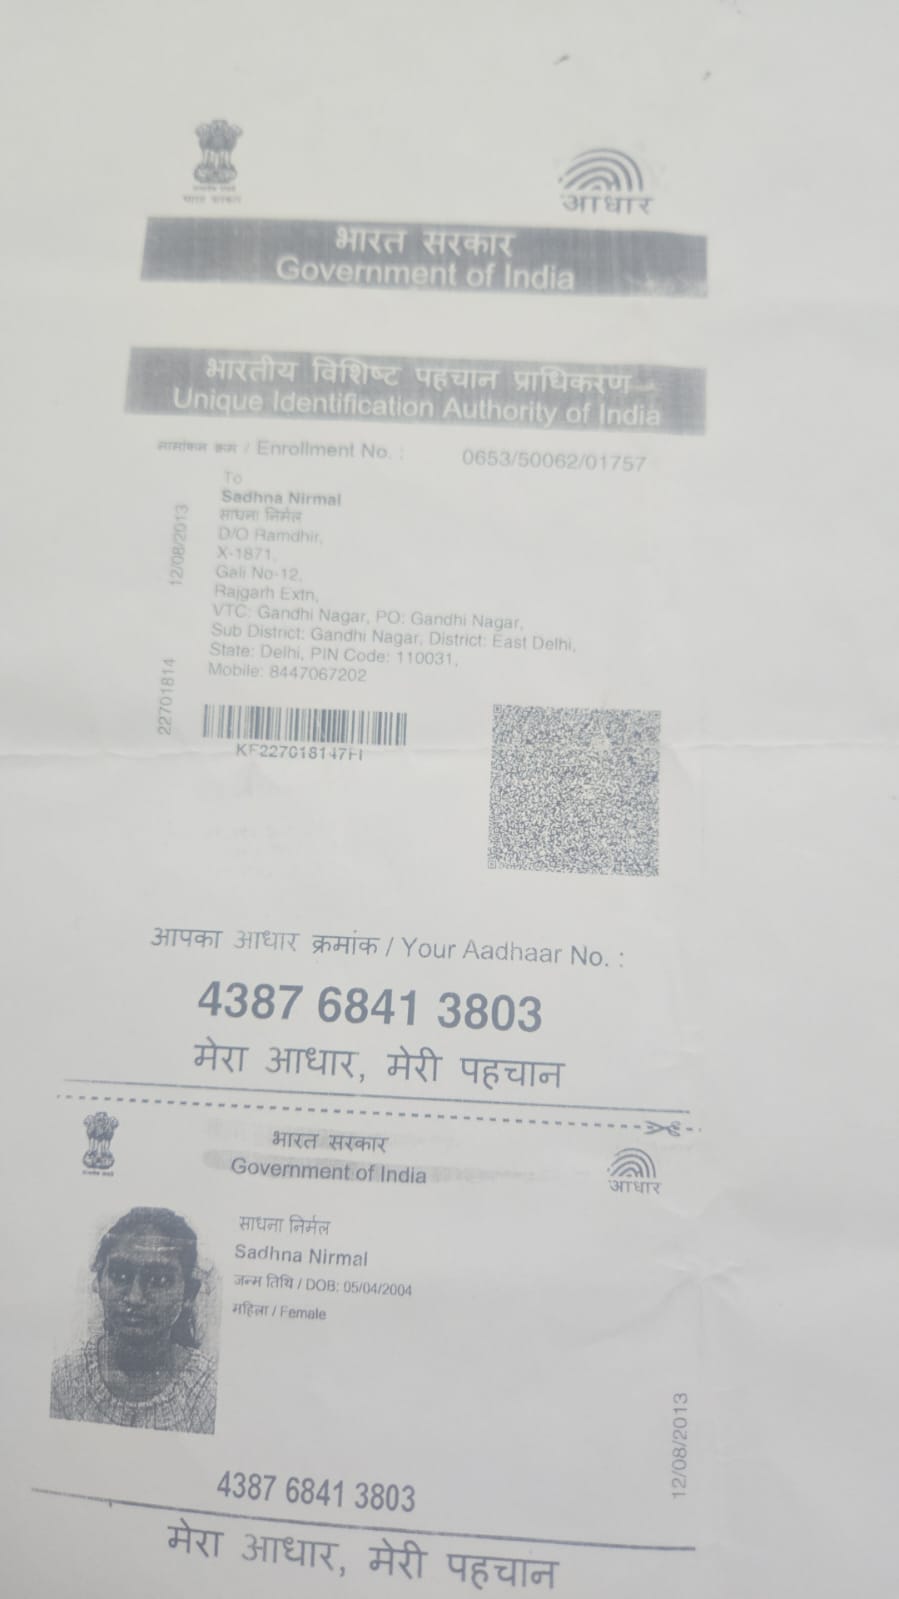 आधार
भारत सरकार
Government of India
भारतीय विशिष्ट पहचान प्राधिकरण
Unique Identification Authority of India
क्रम / Enrollment No. : 0653/50062/01757
To
Sadhna Nirmal
साधना निर्मल
D/O Ramdhir,
X-1871,
Gali No-12,
Rajgarh Extn,
VTC: Gandhi Nagar, PO: Gandhi Nagar,
Sub District: Gandhi Nagar, District: East Delhi,
State: Delhi, PIN Code: 110031,
Mobile: 8447067202
12/08/2013
22701814
आपका आधार क्रमांक / Your Aadhaar No. :
4387 6841 3803
मेरा आधार, मेरी पहचान
भारत सरकार
Government of India
आधार
साधना निर्मल
Sadhna Nirmal
जन्म तिथि / DOB: 05/04/2004
महिला / Female
12/08/2013
4387 6841 3803
मेरा आधार, मेरी पहचान